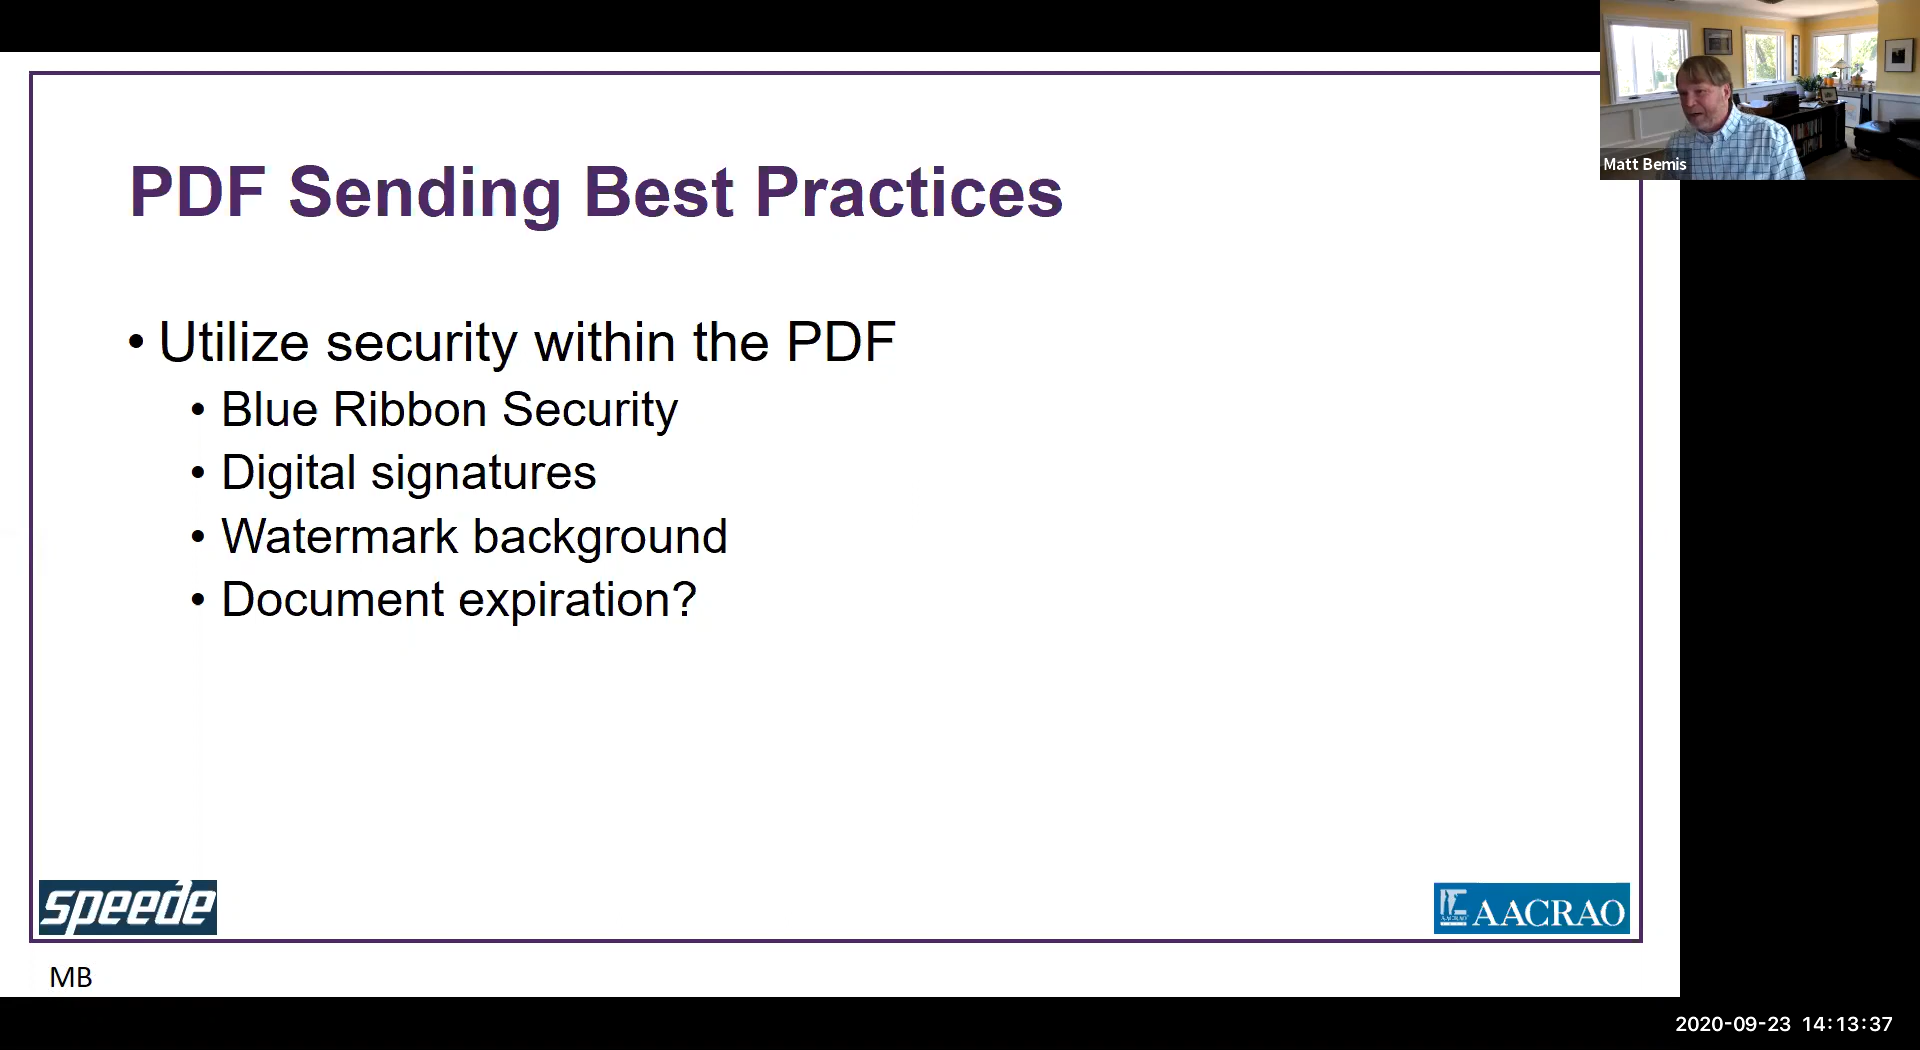 Matt Bemis
PDF Sending Best Practices
• Utilize security within the PDF
• Blue Ribbon Security
• Digital signatures
• Watermark background
• Document expiration?
speede
AACRAO
MB
2020-09-23 14:13:37